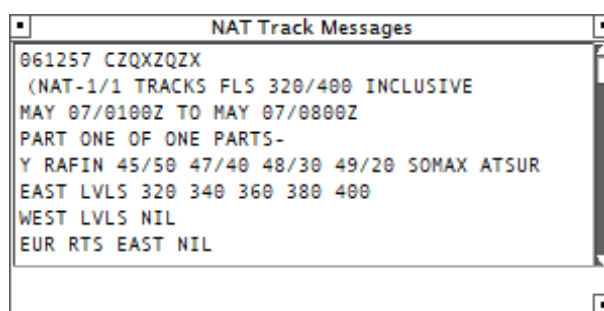 NAT Track Messages
061257 CZQXZQZX
(NAT-1/1 TRACKS FLS 320/400 INCLUSIVE
MAY 07/0100Z TO MAY 07/0800Z
PART ONE OF ONE PARTS-
Y RAFIN 45/50 47/40 48/30 49/20 SOMAX ATSUR
EAST LVLS 320 340 360 380 400
WEST LVLS NIL
EUR RTS EAST NIL